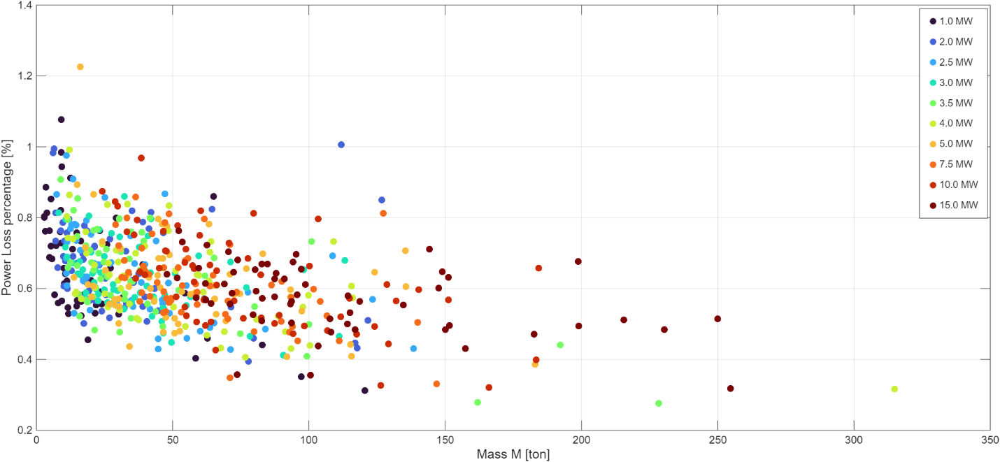 1.4
1.2
1
0.8
0.6
0.4
0.2
Power Loss percentage [%]
0 50 100 150 200 250 300 350
Mass M [ton]
1.0 MW
2.0 MW
2.5 MW
3.0 MW
3.5 MW
4.0 MW
5.0 MW
7.5 MW
10.0 MW
15.0 MW